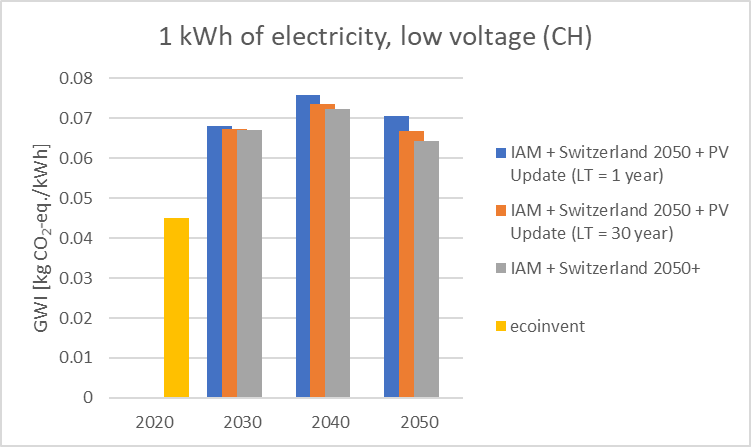 1 kWh of electricity, low voltage (CH)
GWI [kg CO2-eq./kWh]
0.08
0.07
0.06
0.05
0.04
0.03
0.02
0.01
0
2020 2030 2040 2050
IAM + Switzerland 2050 + PV
Update (LT = 1 year)
IAM + Switzerland 2050 + PV
Update (LT = 30 year)
IAM + Switzerland 2050+
ecoinvent